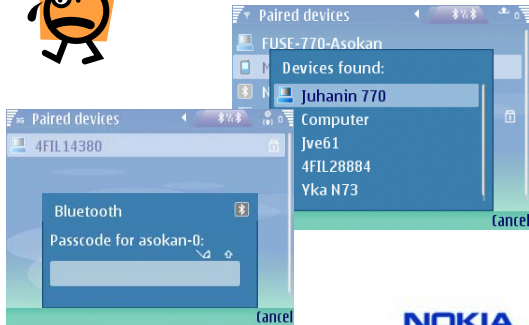 Paired devices
FUSE-770-Asokan
M
N
Devices found:
Juhanin 770
Computer
Jve61
4FIL28884
Yka N73
Cancel
3G Paired devices
4FIL14380
Bluetooth
Passcode for asokan-0:
Cancel
NOKIA